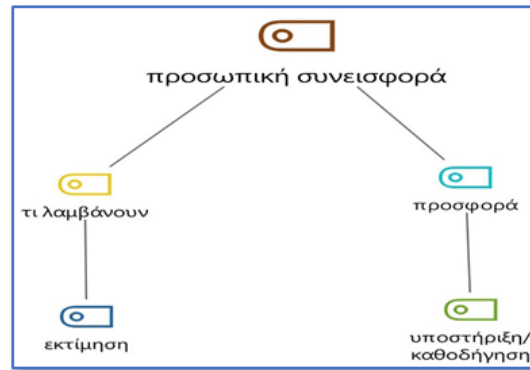 προσωπική συνεισφορά
τι λαμβάνουν
προσφορά
εκτίμηση
υποστήριξη/
καθοδήγηση